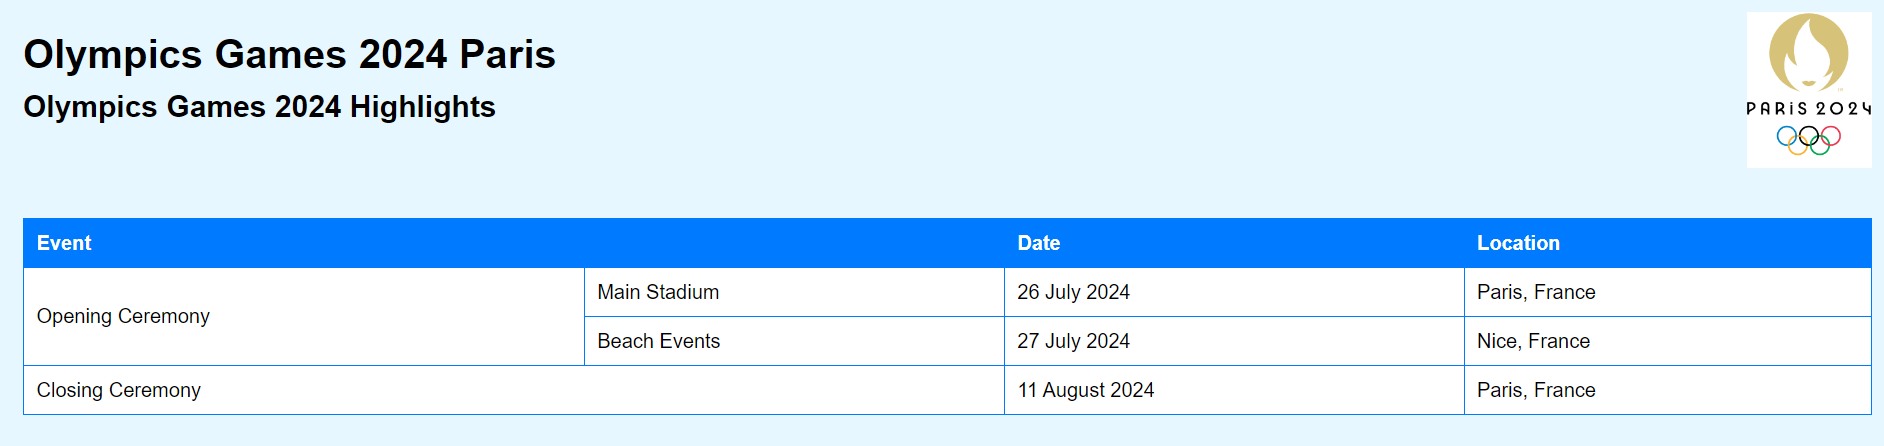 Olympics Games 2024 Paris
Olympics Games 2024 Highlights
PARIS 2024
Event Date Location
Opening Ceremony Main Stadium 26 July 2024 Paris, France
Beach Events 27 July 2024 Nice, France
Closing Ceremony 11 August 2024 Paris, France